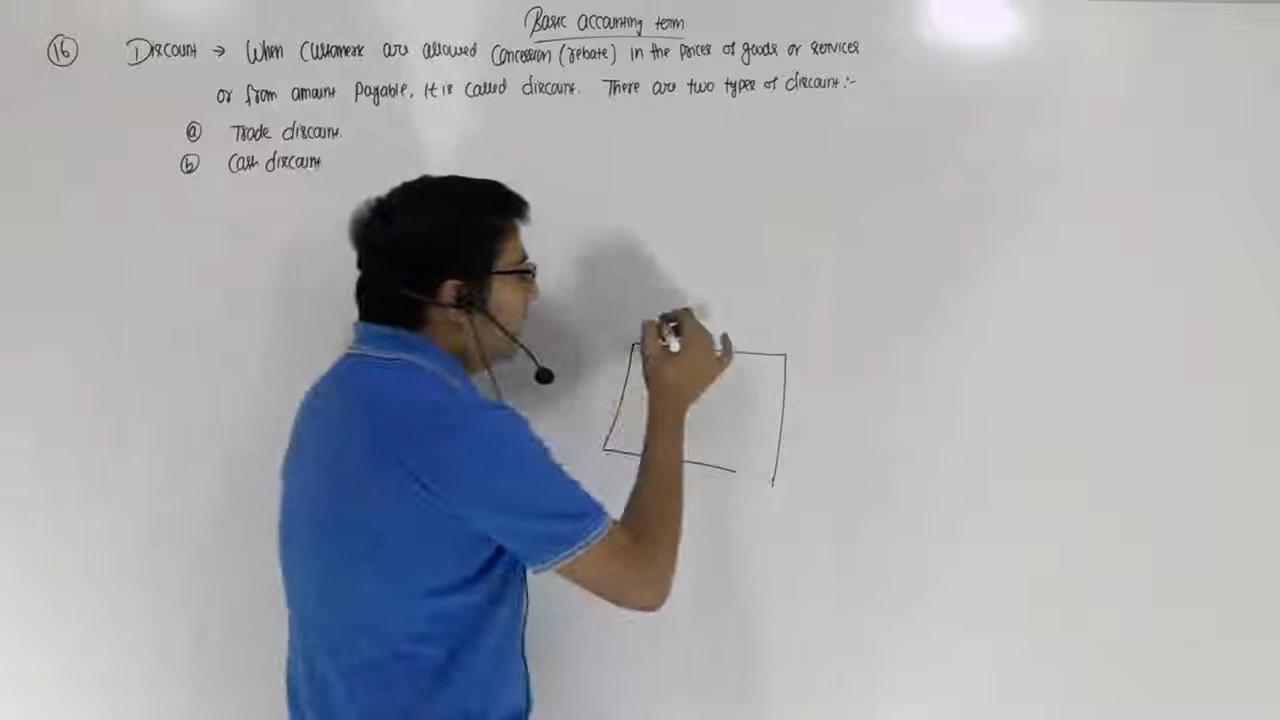 Basic accounting term
16 Discount → When customers are allowed concession (rebate) in the prices of goods or services
or from amount payable, it is called discount. There are two types of discount :-
a Trade discount.
b Cash discount